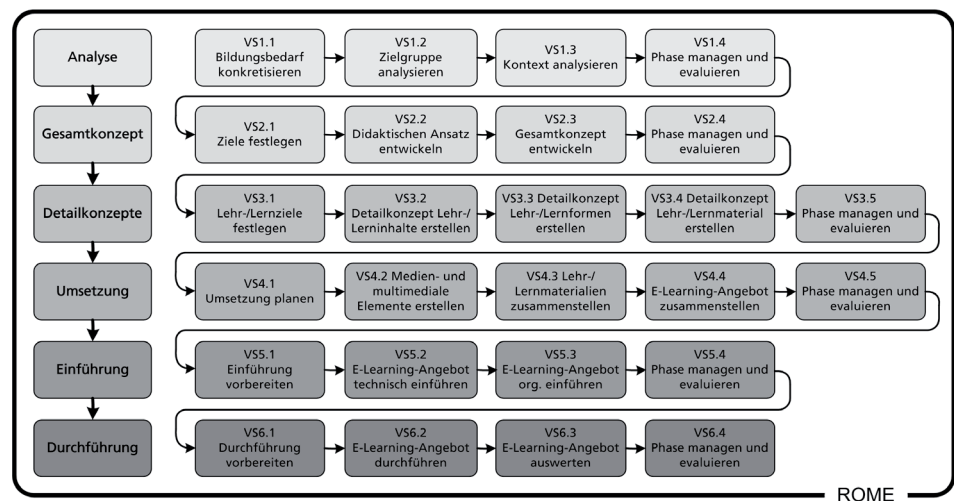 Analyse
VS1.1
Bildungsbedarf
konkretisieren
VS1.2
Zielgruppe
analysieren
VS1.3
Kontext analysieren
VS1.4
Phase managen und
evaluieren
Gesamtkonzept
VS2.1
Ziele festlegen
VS2.2
Didaktischen Ansatz
entwickeln
VS2.3
Gesamtkonzept
entwickeln
VS2.4
Phase managen und
evaluieren
Detailkonzepte
VS3.1
Lehr-/Lernziele
festlegen
VS3.2
Detailkonzept Lehr-/
Lerninhalte erstellen
VS3.3 Detailkonzept
Lehr-/Lernformen
erstellen
VS3.4 Detailkonzept
Lehr-/Lernmaterial
erstellen
VS3.5
Phase managen und
evaluieren
Umsetzung
VS4.1
Umsetzung planen
VS4.2 Medien- und
multimediale
Elemente erstellen
VS4.3 Lehr-/
Lernmaterialien
zusammenstellen
VS4.4
E-Learning-Angebot
zusammenstellen
VS4.5
Phase managen und
evaluieren
Einführung
VS5.1
Einführung
vorbereiten
VS5.2
E-Learning-Angebot
technisch einführen
VS5.3
E-Learning-Angebot
org. einführen
VS5.4
Phase managen und
evaluieren
Durchführung
VS6.1
Durchführung
vorbereiten
VS6.2
E-Learning-Angebot
durchführen
VS6.3
E-Learning-Angebot
auswerten
VS6.4
Phase managen und
evaluieren
ROME